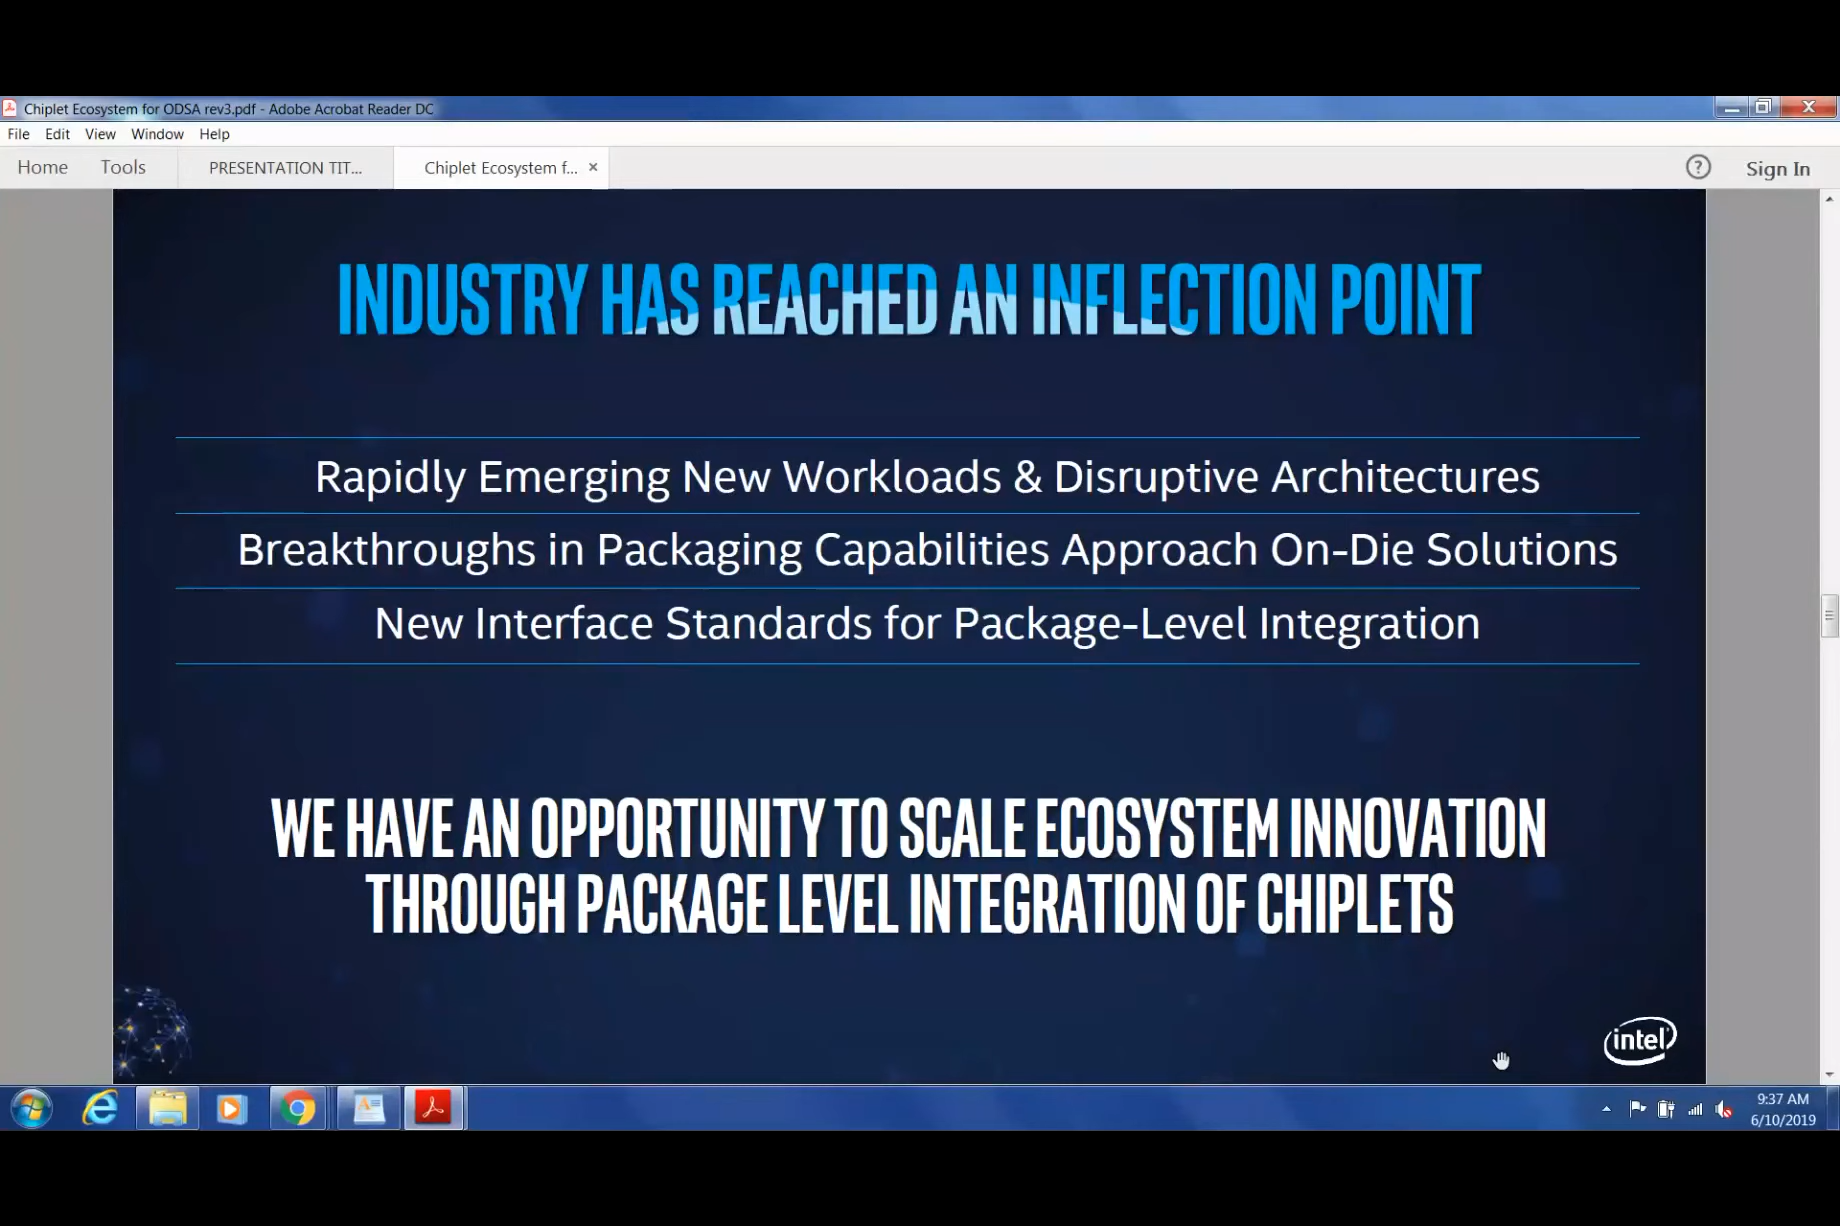 Chiplet Ecosystem for ODSA rev3.pdf - Adobe Acrobat Reader DC
File Edit View Window Help
Home Tools PRESENTATION TIT... Chiplet Ecosystem f... × ? Sign In
INDUSTRY HAS REACHED AN INFLECTION POINT
Rapidly Emerging New Workloads & Disruptive Architectures
Breakthroughs in Packaging Capabilities Approach On-Die Solutions
New Interface Standards for Package-Level Integration
WE HAVE AN OPPORTUNITY TO SCALE ECOSYSTEM INNOVATION
THROUGH PACKAGE LEVEL INTEGRATION OF CHIPLETS
intel
9:37 AM
6/10/2019